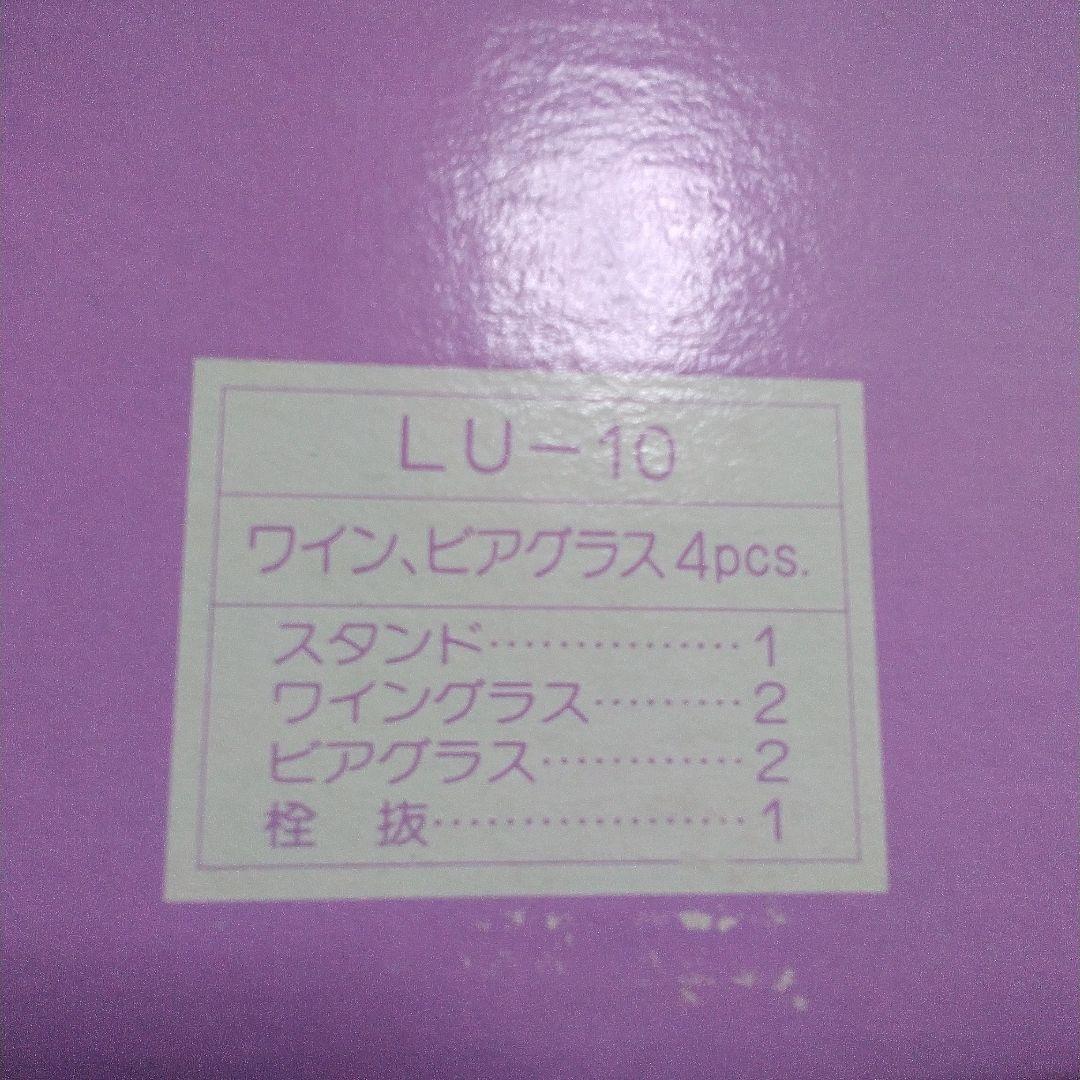 LU-10
ワイン、ビアグラス4pcs.
スタンド……………1
ワイングラス………2
ビアグラス…………2
栓　抜………………1